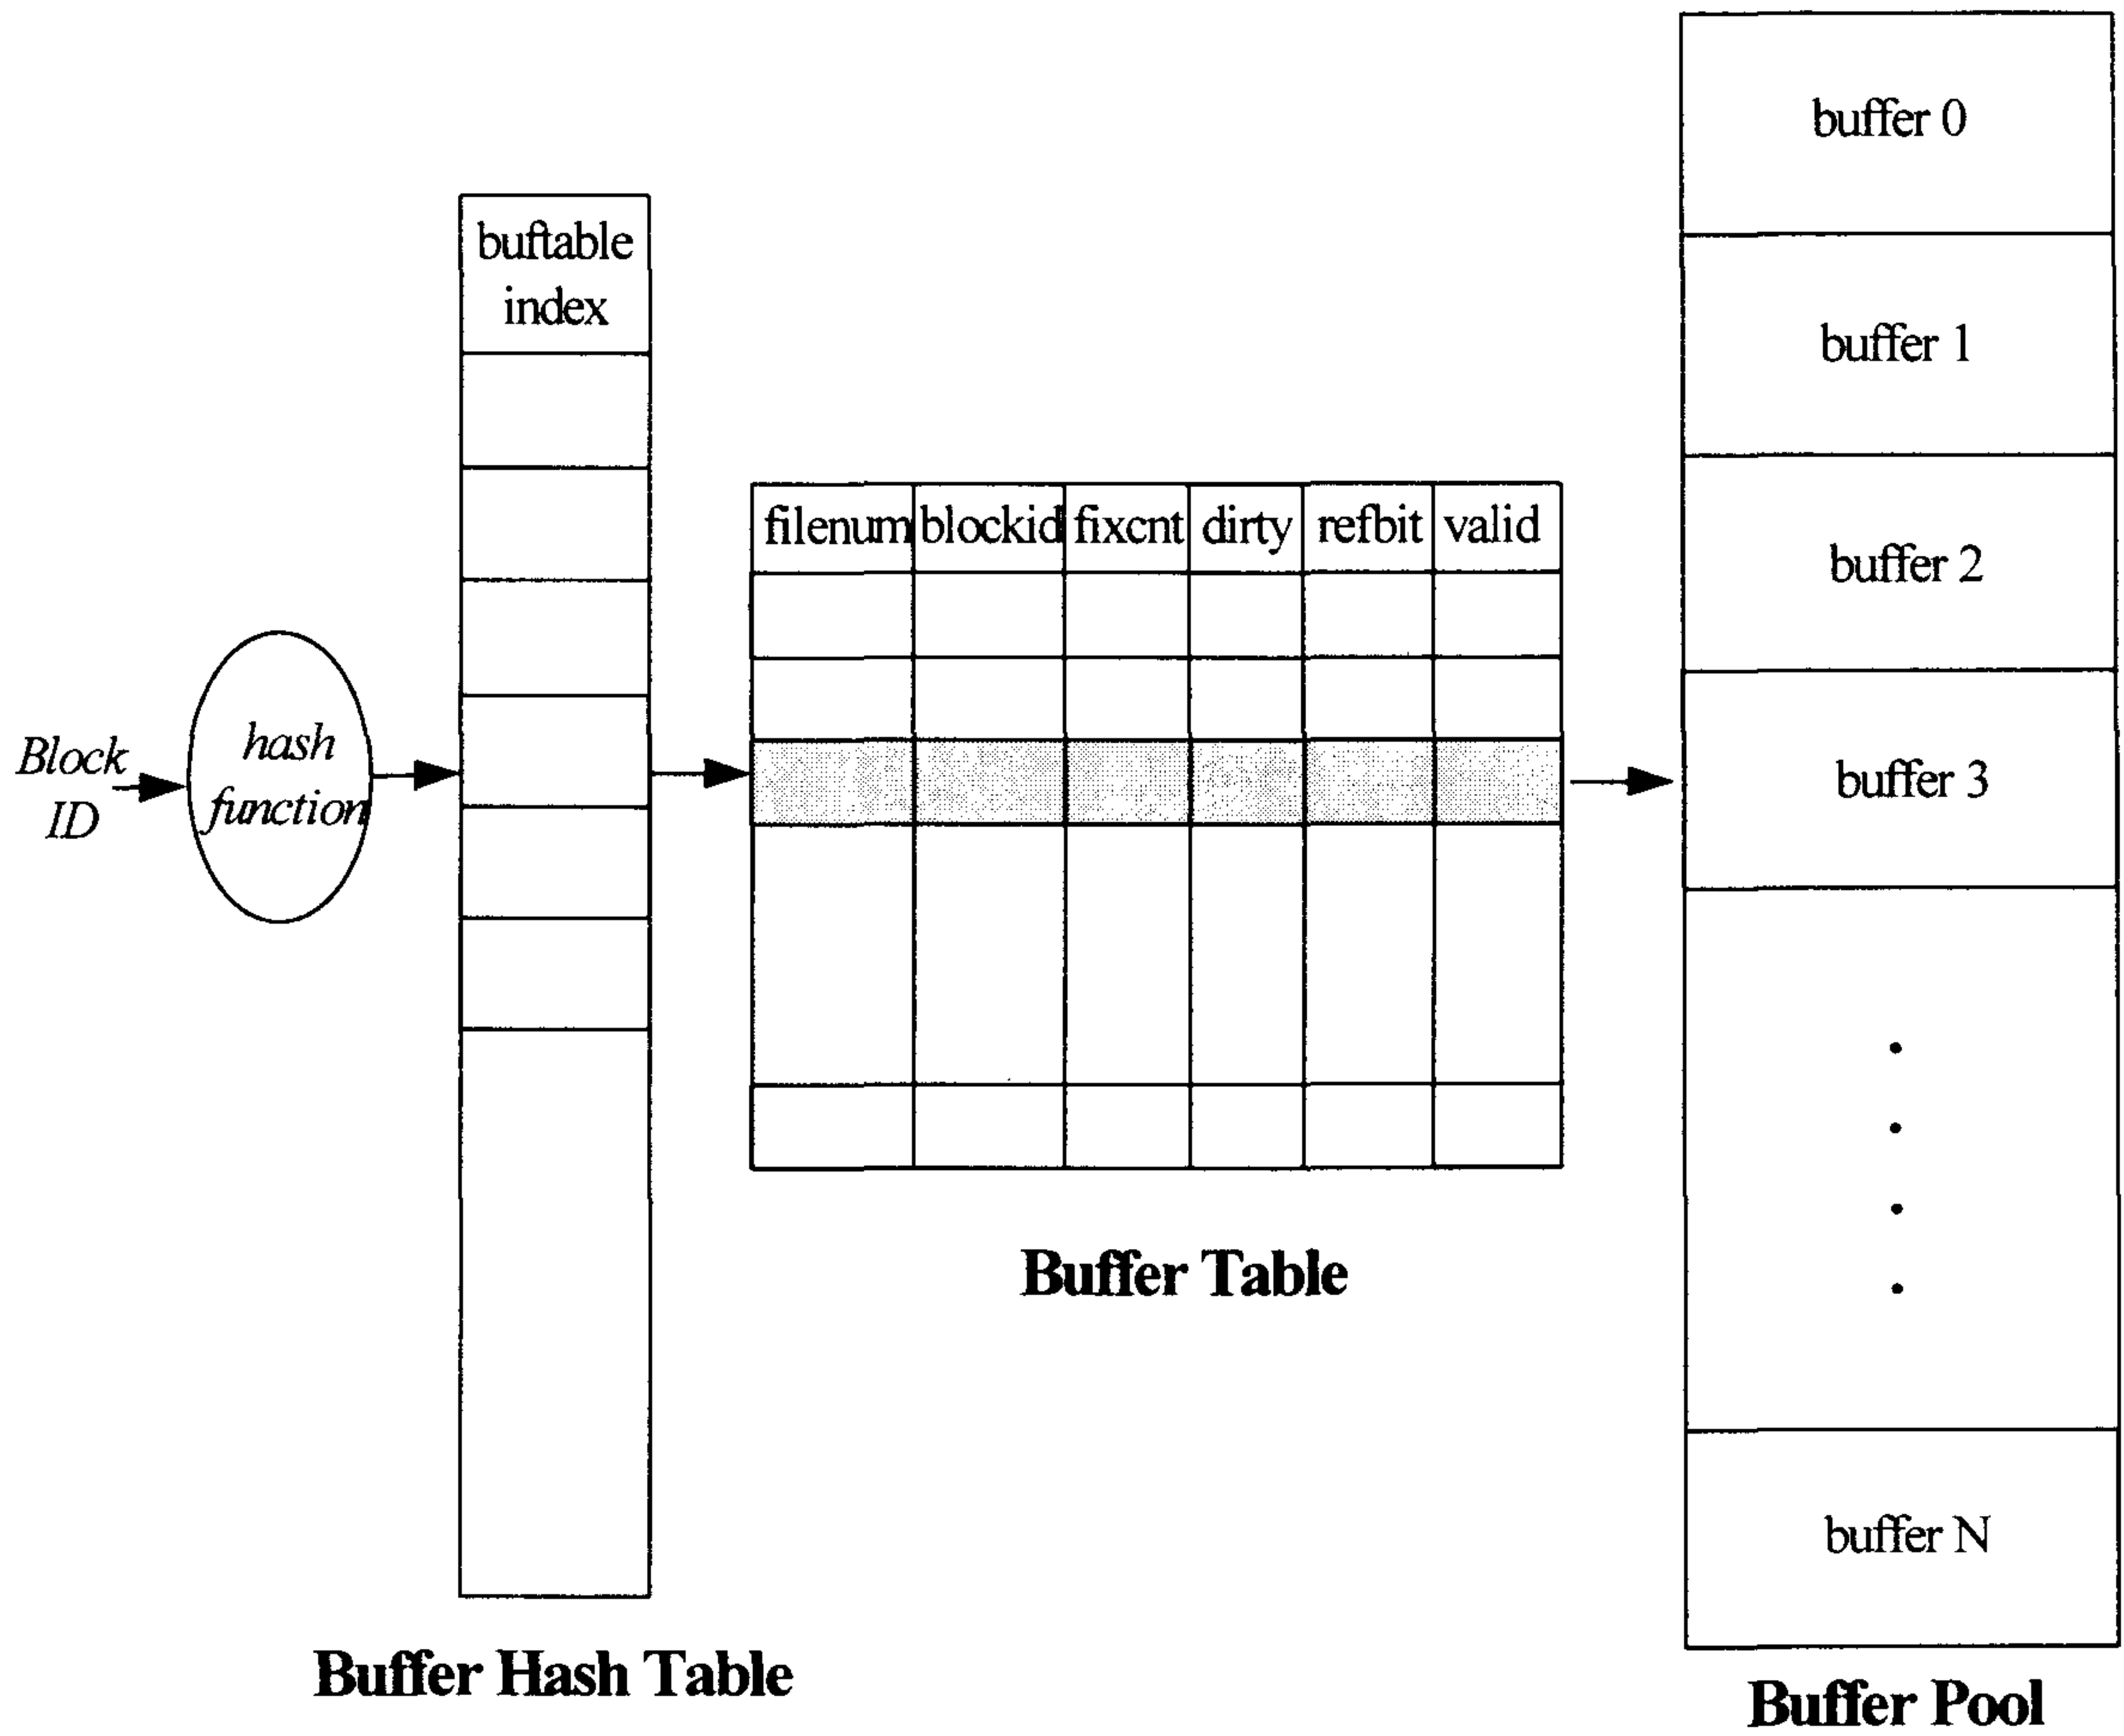 buffer 0
buftable
index
buffer 1
filenum blockid fixcnt dirty refbit valid
buffer 2
Block
ID
hash
function
buffer 3
Buffer Table
buffer N
Buffer Hash Table
Buffer Pool